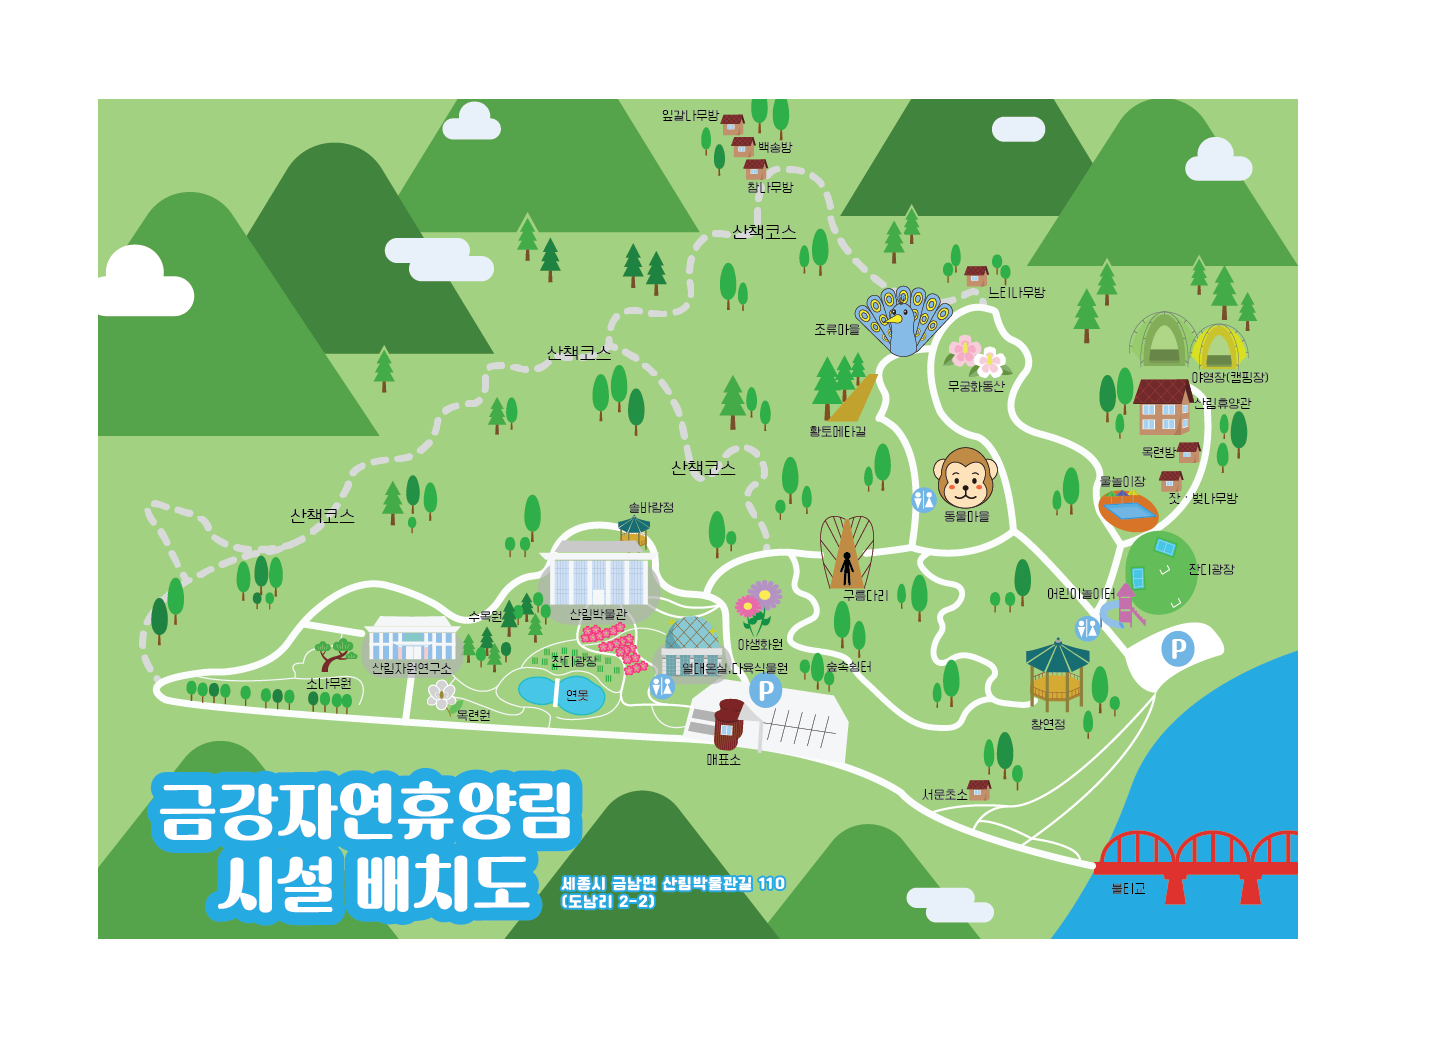 잎갈나무방
백송방
참나무방
산책코스
느티나무방
조류마을
산책코스
무궁화동산
야영장(캠핑장)
산림휴양관
황토메타길
목련방
산책코스
물놀이장
잣·벚나무방
솔바람정
산책코스
동물마을
잔디광장
구름다리
어린이놀이터
수목원
산림박물관
야생화원
P
산림자원연구소
잔디광장
열대온실,다육식물원
숲속쉼터
소나무원
연못
P
목련원
창연정
매표소
서문초소
불티교
금강자연휴양림
시설 배치도
세종시 금남면 산림박물관길 110
(도남리 2-2)